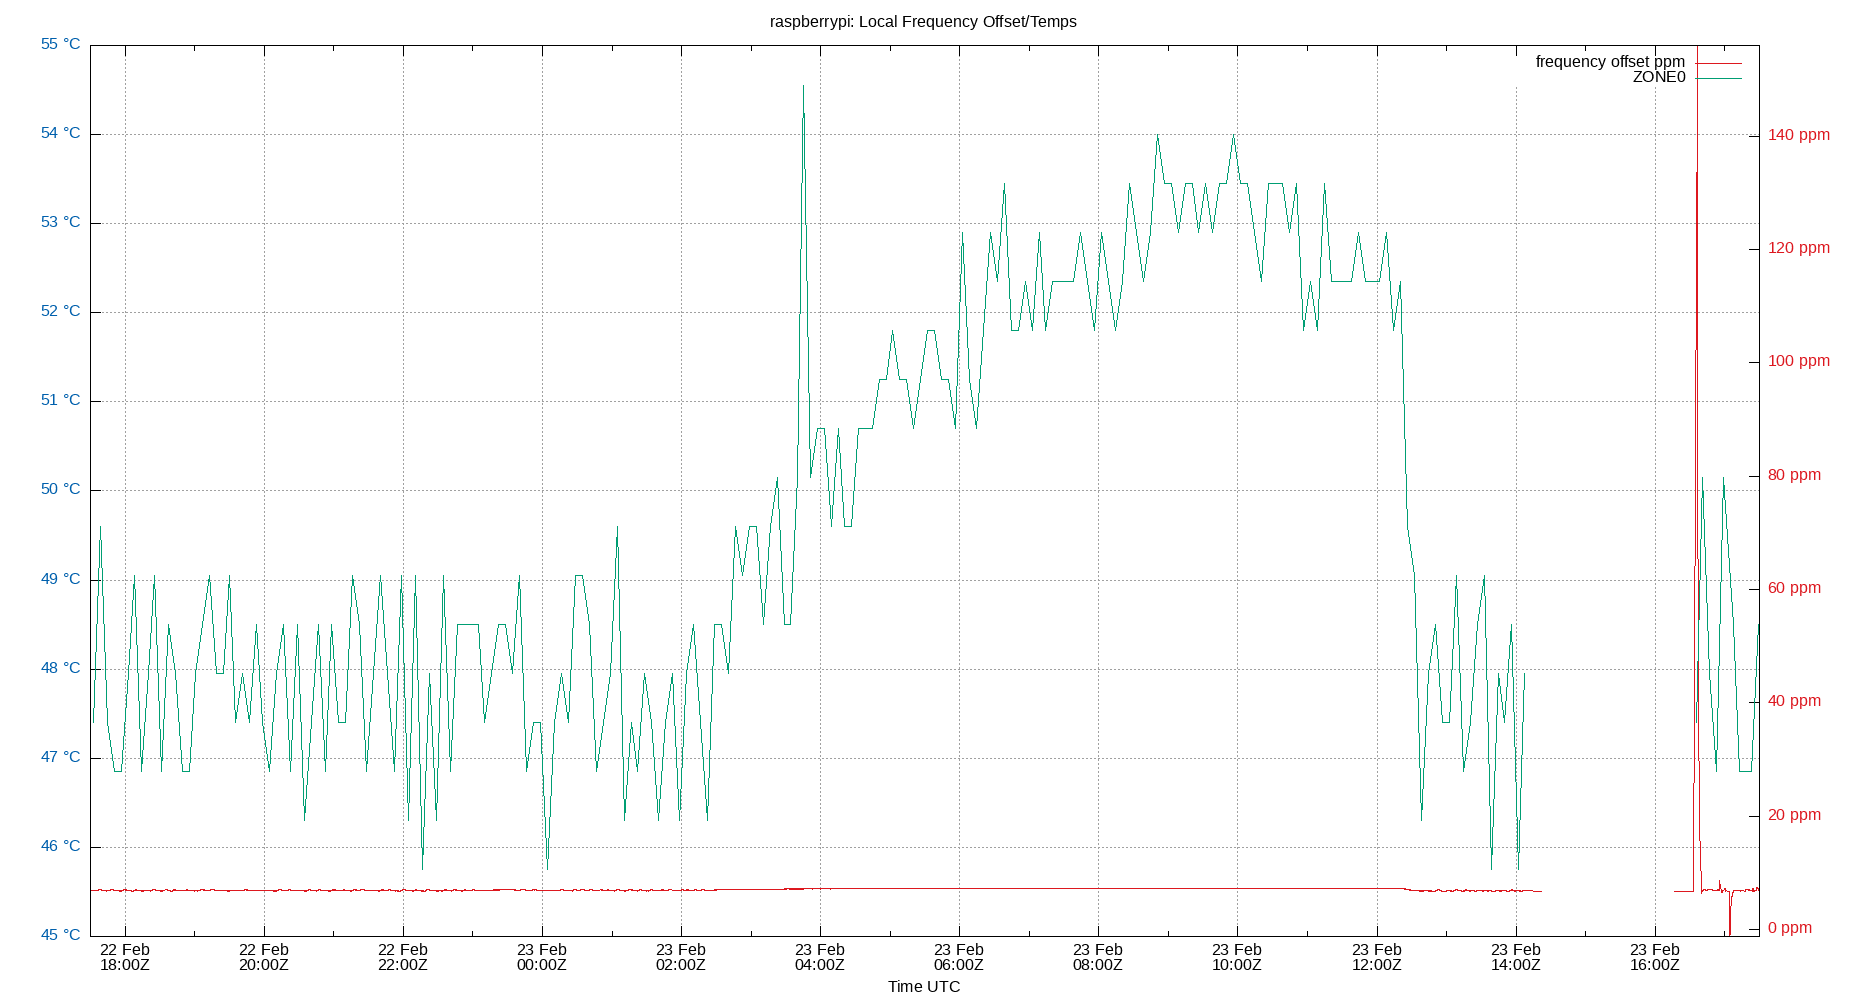 raspberrypi: Local Frequency Offset/Temps
frequency offset ppm
ZONE0
55 °C
54 °C
53 °C
52 °C
51 °C
50 °C
49 °C
48 °C
47 °C
46 °C
45 °C
140 ppm
120 ppm
100 ppm
80 ppm
60 ppm
40 ppm
20 ppm
0 ppm
22 Feb
18:00Z
22 Feb
20:00Z
22 Feb
22:00Z
23 Feb
00:00Z
23 Feb
02:00Z
23 Feb
04:00Z
23 Feb
06:00Z
23 Feb
08:00Z
23 Feb
10:00Z
23 Feb
12:00Z
23 Feb
14:00Z
23 Feb
16:00Z
Time UTC